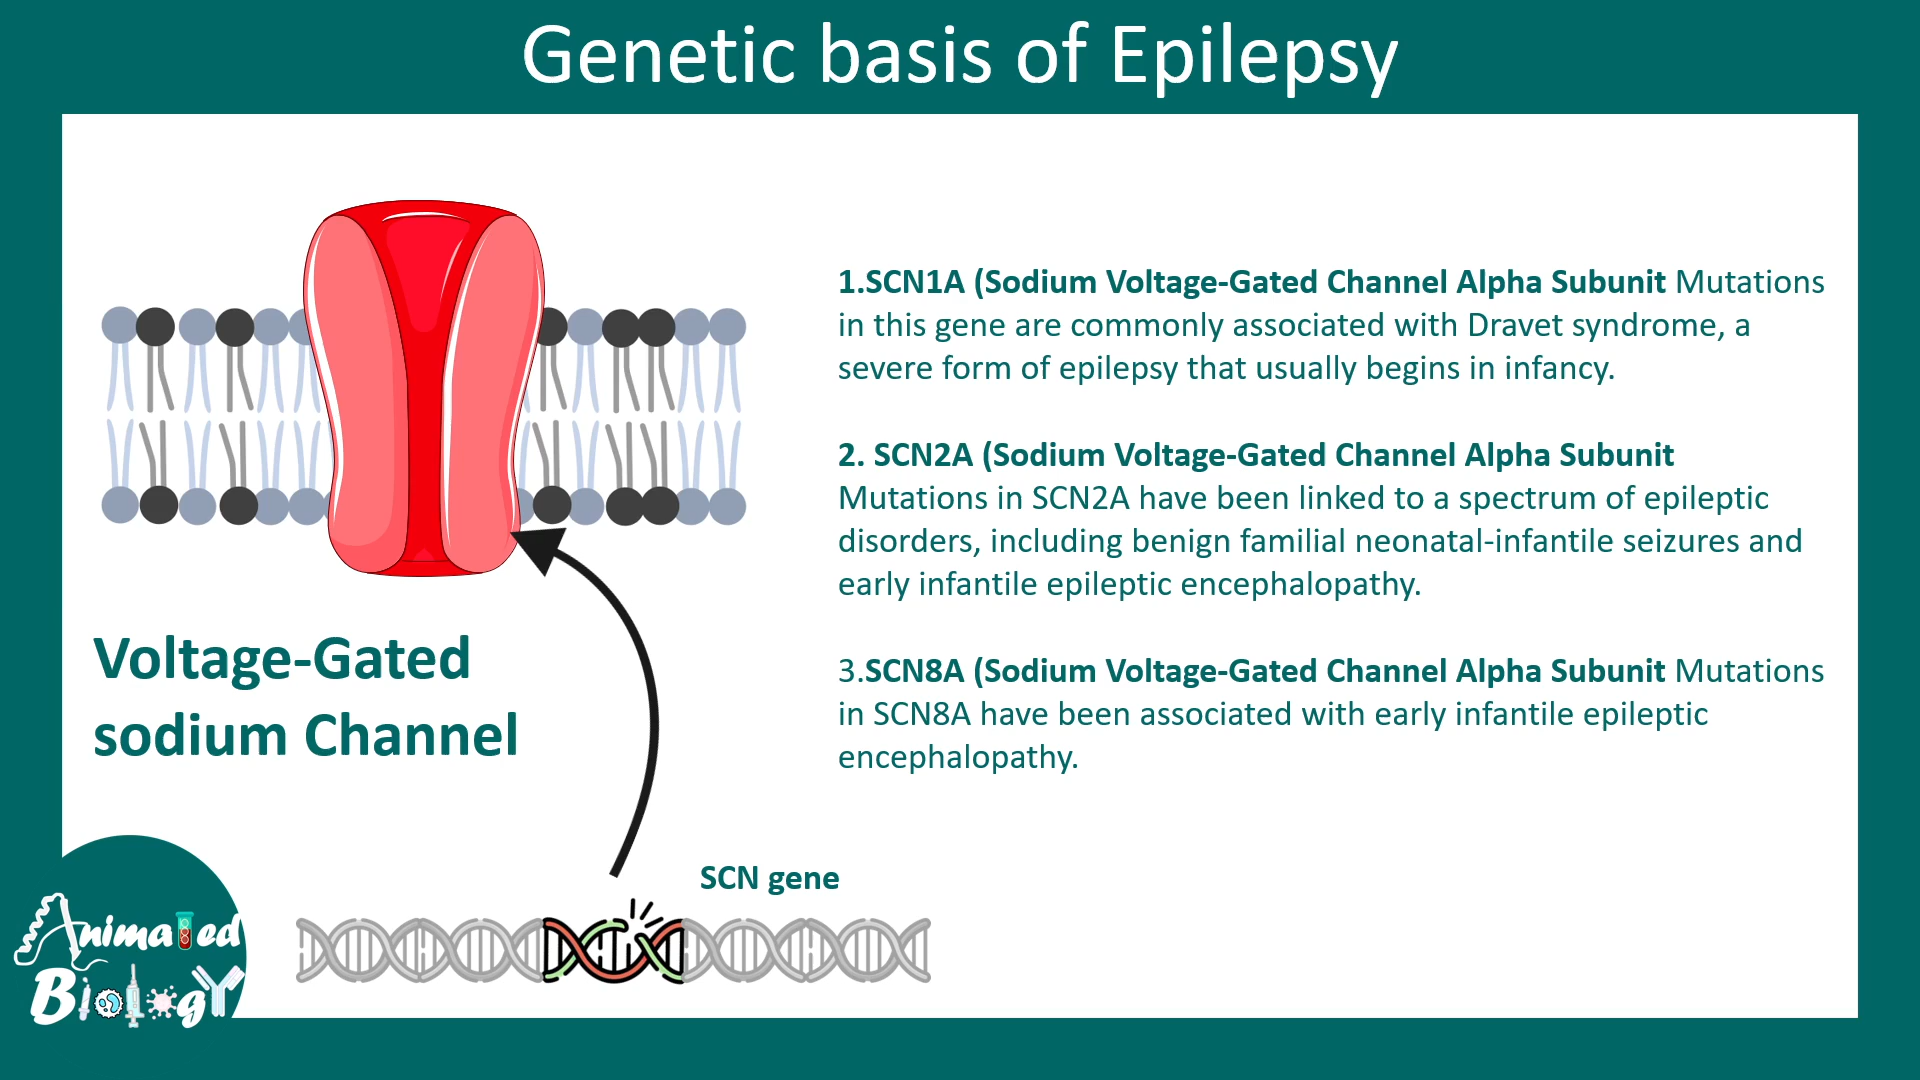 Genetic basis of Epilepsy
1.SCN1A (Sodium Voltage-Gated Channel Alpha Subunit Mutations
in this gene are commonly associated with Dravet syndrome, a
severe form of epilepsy that usually begins in infancy.
2. SCN2A (Sodium Voltage-Gated Channel Alpha Subunit
Mutations in SCN2A have been linked to a spectrum of epileptic
disorders, including benign familial neonatal-infantile seizures and
early infantile epileptic encephalopathy.
3.SCN8A (Sodium Voltage-Gated Channel Alpha Subunit Mutations
in SCN8A have been associated with early infantile epileptic
encephalopathy.
Voltage-Gated
sodium Channel
SCN gene
Animated
Biology